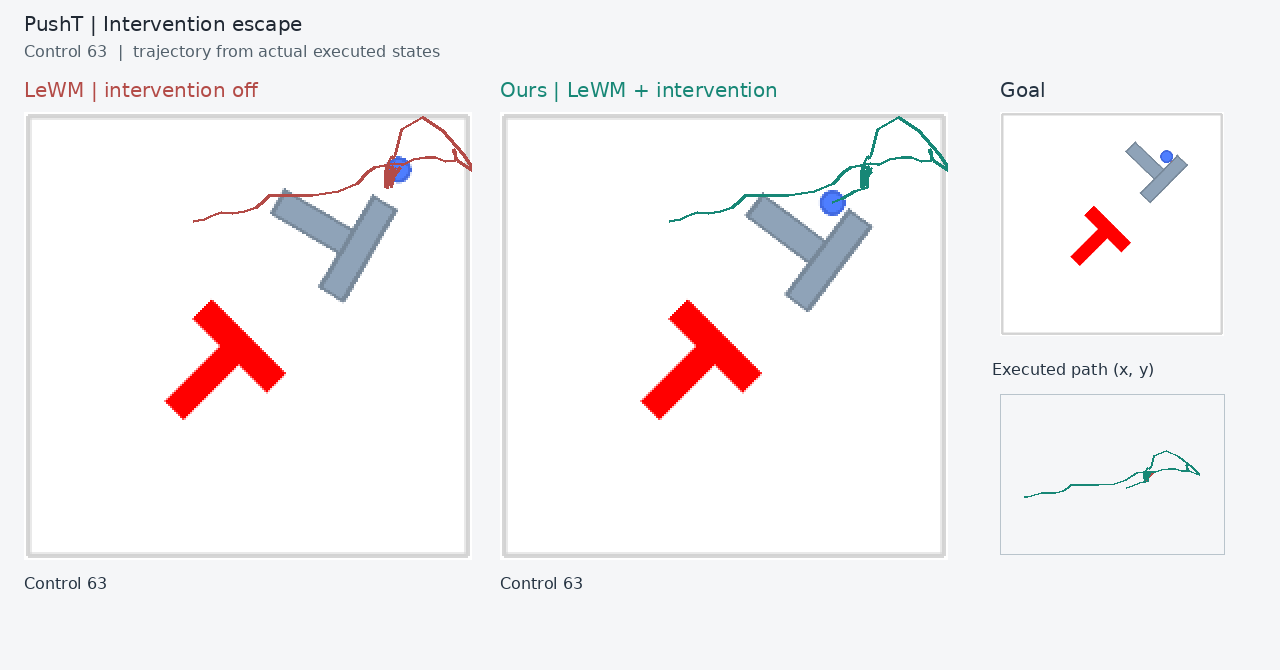 PushT | Intervention escape
Control 63  |  trajectory from actual executed states
LeWM | intervention off
Ours | LeWM + intervention
Goal
Executed path (x, y)
Control 63
Control 63